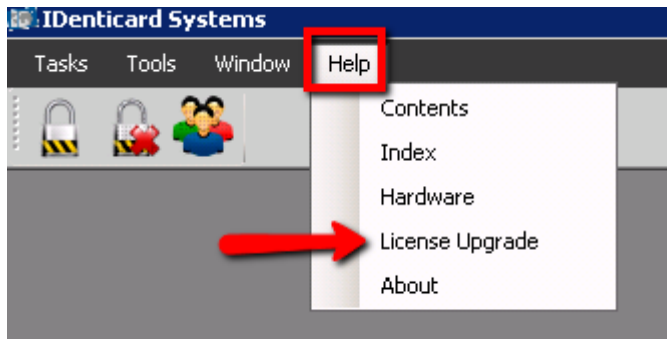 IDenticard Systems
Tasks Tools Window Help
Contents
Index
Hardware
License Upgrade
About